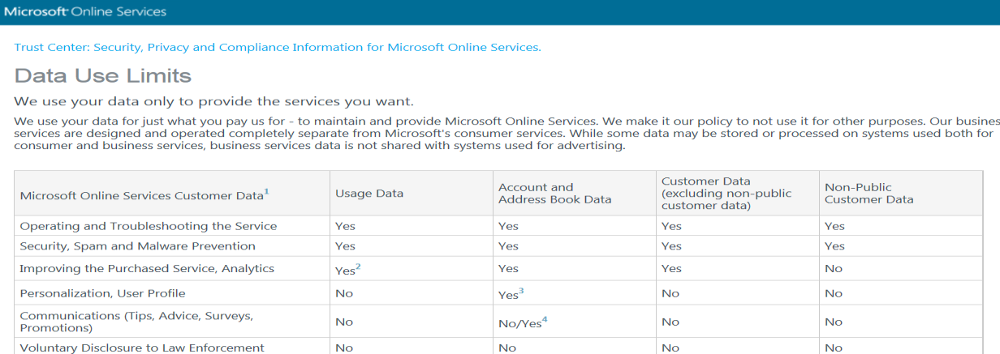 Microsoft Online Services
Trust Center: Security, Privacy and Compliance Information for Microsoft Online Services.
Data Use Limits
We use your data only to provide the services you want.
We use your data for just what you pay us for - to maintain and provide Microsoft Online Services. We make it our policy to not use it for other purposes. Our busines
services are designed and operated completely separate from Microsoft's consumer services. While some data may be stored or processed on systems used both for
consumer and business services, business services data is not shared with systems used for advertising.
Microsoft Online Services Customer Data1 Usage Data Account and Address Book Data Customer Data (excluding non-public customer data) Non-Public Customer Data
Operating and Troubleshooting the Service Yes Yes Yes Yes
Security, Spam and Malware Prevention Yes Yes Yes Yes
Improving the Purchased Service, Analytics Yes2 Yes Yes No
Personalization, User Profile No Yes3 No No
Communications (Tips, Advice, Surveys, Promotions) No No/Yes4 No No
Voluntary Disclosure to Law Enforcement No No No No